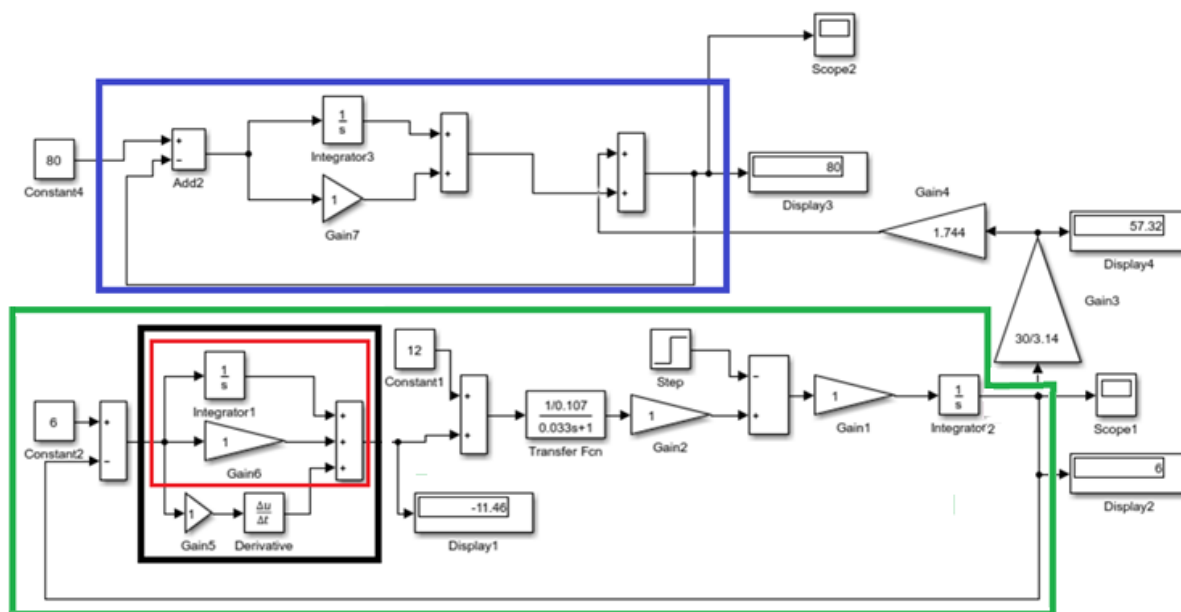 Scope2
80
Constant4
+
−
Add2
1
s
Integrator3
1
Gain7
+
+
+
+
80
Display3
Gain4
1.744
57.32
Display4
Gain3
30/3.14
6
Constant2
+
−
1
s
Integrator1
1
Gain6
1
Gain5
Δu
Δt
Derivative
+
+
+
12
Constant1
+
+
-11.46
Display1
1/0.107
0.033s+1
Transfer Fcn
1
Gain2
Step
−
+
1
Gain1
1
s
Integrator2
Scope1
6
Display2